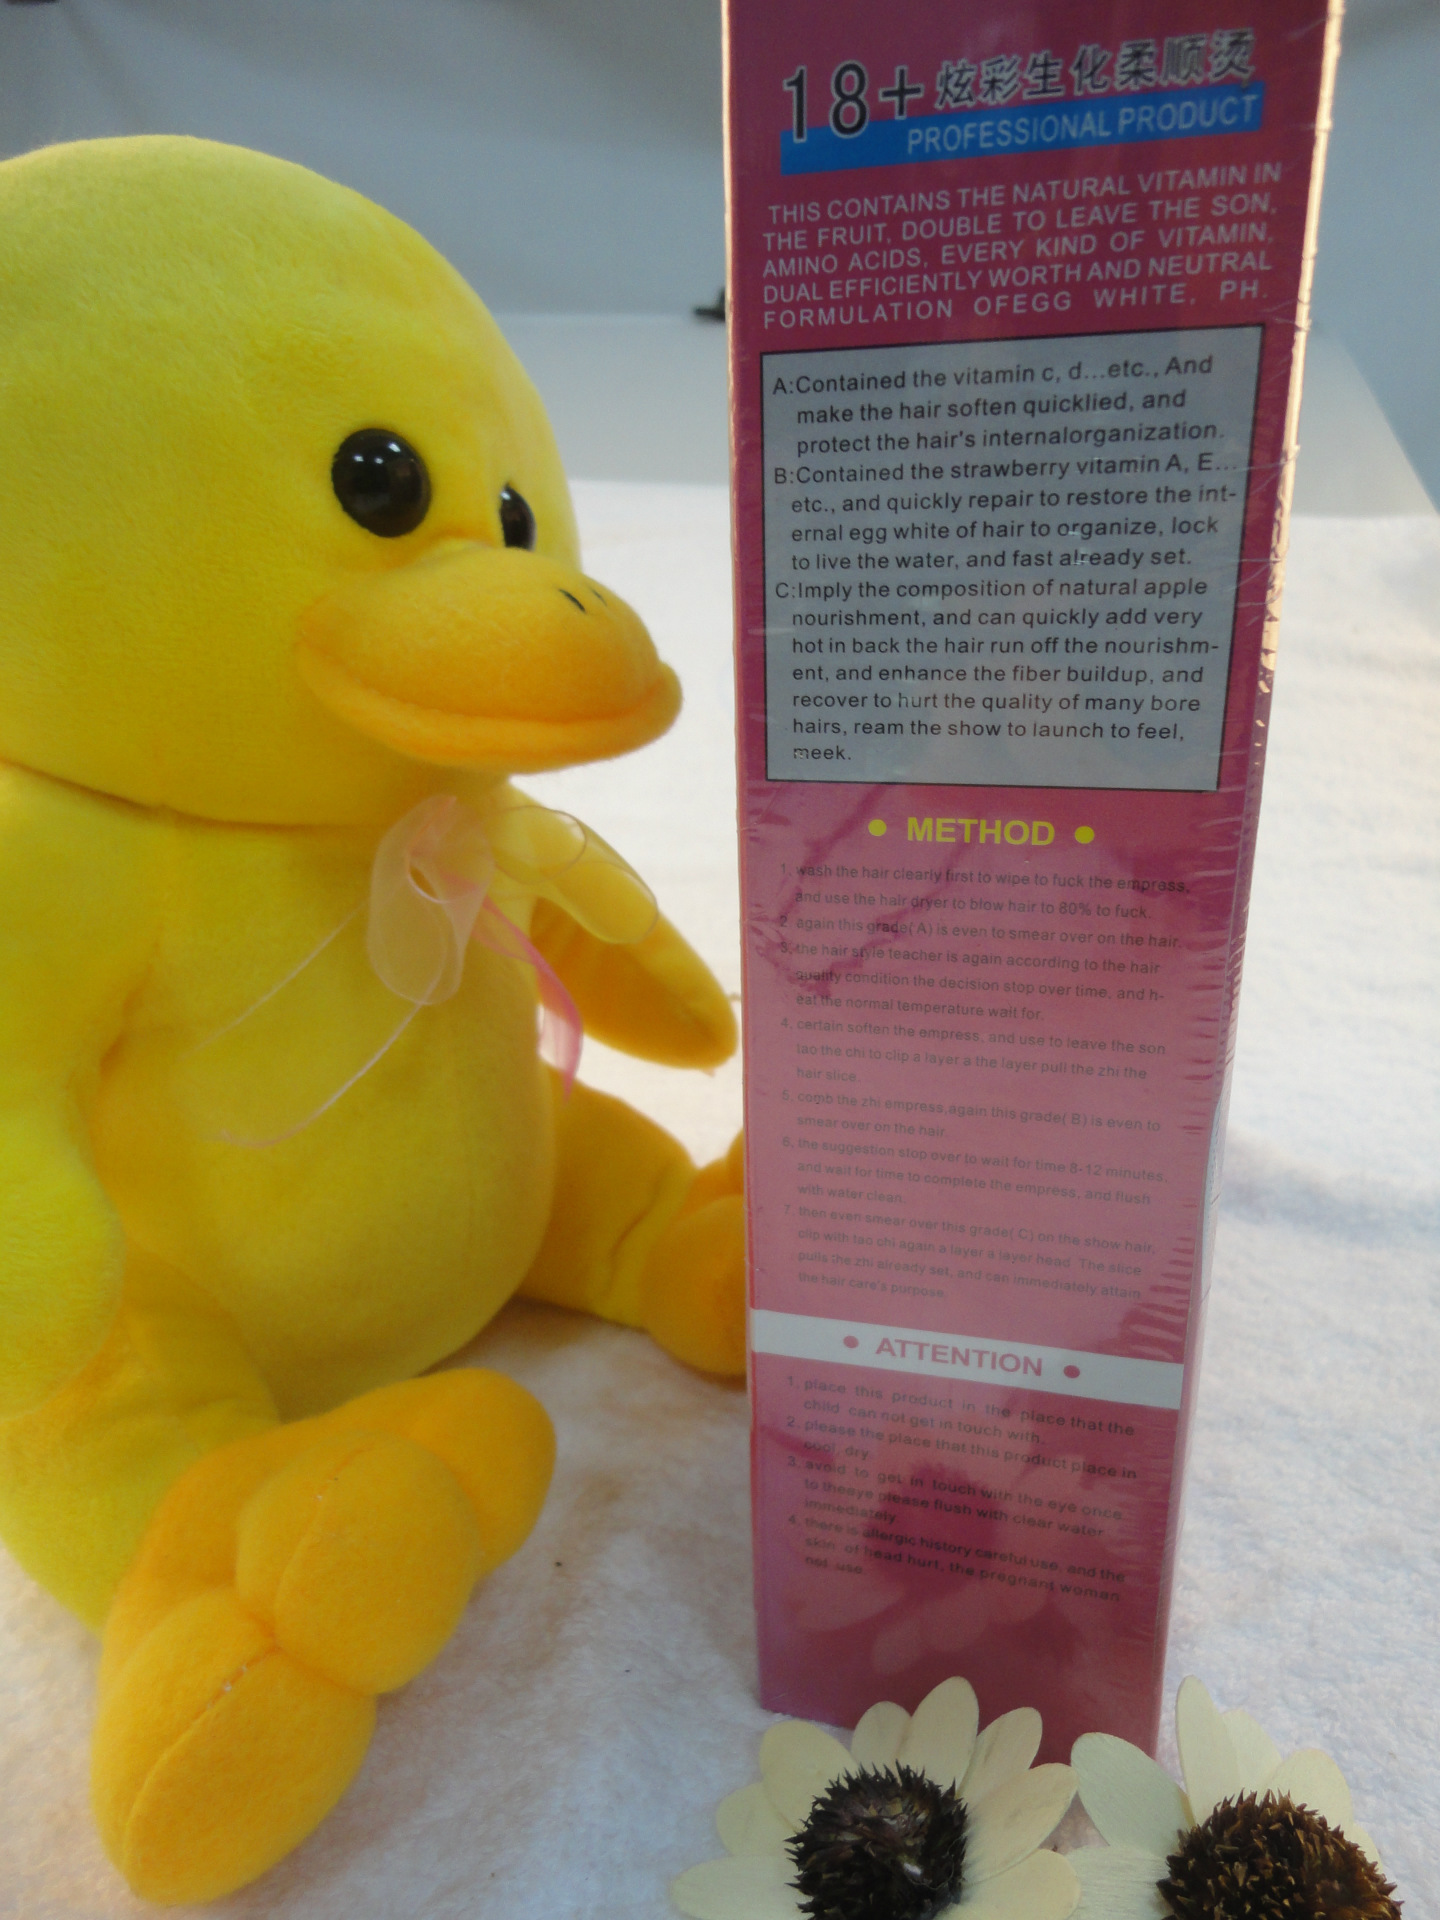 18+炫彩生化柔顺烫
PROFESSIONAL PRODUCT
THIS CONTAINS THE NATURAL VITAMIN IN
THE FRUIT, DOUBLE TO LEAVE THE SON,
AMINO ACIDS, EVERY KIND OF VITAMIN,
DUAL EFFICIENTLY WORTH AND NEUTRAL
FORMULATION OFEGG WHITE, PH.
A:Contained the vitamin c, d...etc., And
make the hair soften quicklied, and
protect the hair's internalorganization.
B:Contained the strawberry vitamin A, E...
etc., and quickly repair to restore the int-
ernal egg white of hair to organize, lock
to live the water, and fast already set.
C:Imply the composition of natural apple
nourishment, and can quickly add very
hot in back the hair run off the nourishm-
ent, and enhance the fiber buildup, and
recover to hurt the quality of many bore
hairs, ream the show to launch to feel,
meek.
• METHOD •
1. wash the hair clearly first to wipe to fuck the empress,
and use the hair dryer to blow hair to 80% to fuck.
2. again this grade( A) is even to smear over on the hair.
3. the hair style teacher is again according to the hair
quality condition the decision stop over time, and h-
eat the normal temperature wait for.
4. certain soften the empress, and use to leave the son
tao the chi to clip a layer a the layer pull the zhi the
hair slice.
5. comb the zhi empress,again this grade( B) is even to
smear over on the hair.
6. the suggestion stop over to wait for time 8-12 minutes,
and wait for time to complete the empress, and flush
with water clean.
7. then even smear over this grade( C) on the show hair,
clip with tao chi again a layer a layer head. The slice
pulls the zhi already set, and can immediately attain
the hair care's purpose.
• ATTENTION •
1. place this product in the place that the
child can not get in touch with.
2. please the place that this product place in
cool, dry.
3. avoid to get in touch with the eye once
to theeye please flush with clear water
immediately.
4. there is allergic history careful use, and the
skin of head hurt, the pregnant woman
not use.